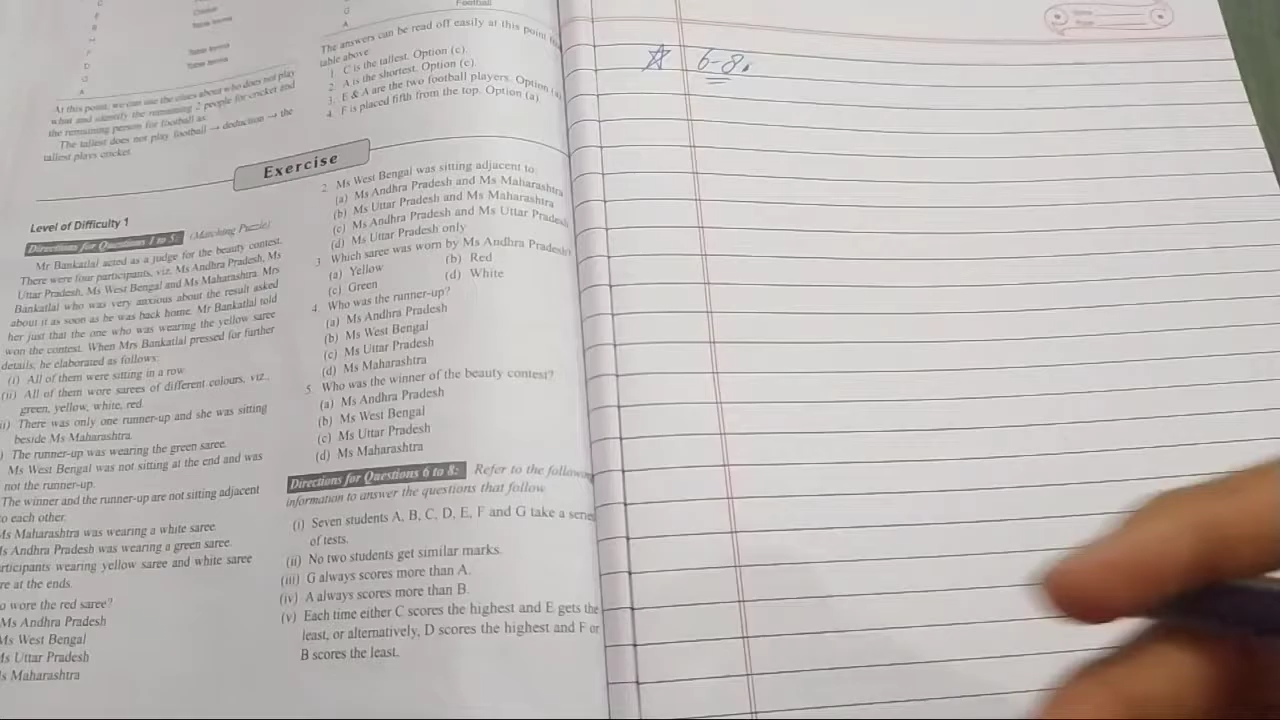 Football
C
E
B
H
F
D
G
A
Cricket
Table tennis
Table tennis
Table tennis
G
A
At this point, we can use the clues about who does not play
what and identify the remaining 2 people for cricket and
the remaining person for football as:
The tallest does not play football → deduction → the
tallest plays cricket.
The answers can be read off easily at this point
table above.
1. C is the tallest. Option (c).
2. A is the shortest. Option (c).
3. E & A are the two football players. Option
4. F is placed fifth from the top. Option (a)
Exercise
Level of Difficulty 1
Directions for Questions 1 to 5: (Matching Puzzle)
Mr Bankatlal acted as a judge for the beauty contest.
There were four participants, viz. Ms Andhra Pradesh, Ms
Uttar Pradesh, Ms West Bengal and Ms Maharashtra. Mrs
Bankatlal who was very anxious about the result asked
about it as soon as he was back home. Mr Bankatlal told
her just that the one who was wearing the yellow saree
won the contest. When Mrs Bankatlal pressed for further
details, he elaborated as follows:
(i) All of them were sitting in a row
(ii) All of them wore sarees of different colours, viz.,
green, yellow, white, red.
There was only one runner-up and she was sitting
beside Ms Maharashtra.
The runner-up was wearing the green saree.
Ms West Bengal was not sitting at the end and was
not the runner-up.
The winner and the runner-up are not sitting adjacent
to each other.
Ms Maharashtra was wearing a white saree.
Ms Andhra Pradesh was wearing a green saree.
participants wearing yellow saree and white saree
re at the ends.
o wore the red saree?
Ms Andhra Pradesh
Ms West Bengal
Ms Uttar Pradesh
s Maharashtra
2. Ms West Bengal was sitting adjacent to:
(a) Ms Andhra Pradesh and Ms Maharashtra
(b) Ms Uttar Pradesh and Ms Maharashtra
(c) Ms Andhra Pradesh and Ms Uttar Pradesh
(d) Ms Uttar Pradesh only
3 Which saree was worn by Ms Andhra Pradesh?
(a) Yellow (b) Red
(c) Green (d) White
4. Who was the runner-up?
(a) Ms Andhra Pradesh
(b) Ms West Bengal
(c) Ms Uttar Pradesh
(d) Ms Maharashtra
5. Who was the winner of the beauty contest?
(a) Ms Andhra Pradesh
(b) Ms West Bengal
(c) Ms Uttar Pradesh
(d) Ms Maharashtra
Directions for Questions 6 to 8: Refer to the following
information to answer the questions that follow
(i) Seven students A, B, C, D, E, F and G take a
of tests.
(ii) No two students get similar marks.
(iii) G always scores more than A.
(iv) A always scores more than B.
(v) Each time either C scores the highest and E gets the
least, or alternatively, D scores the highest and F or
B scores the least.
☆ 6-8.